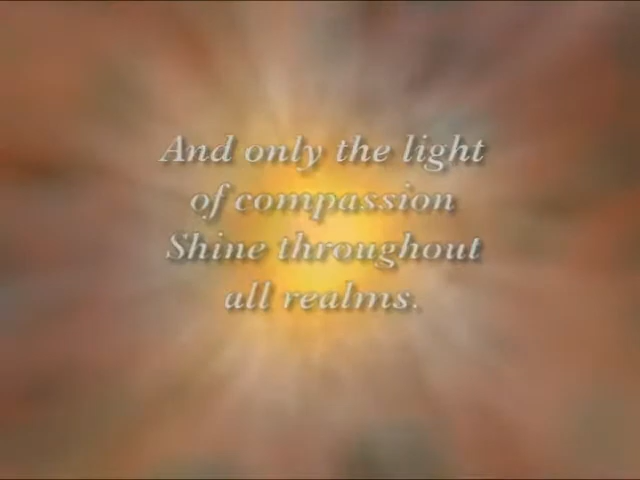 And only the light
of compassion
Shine throughout
all realms.